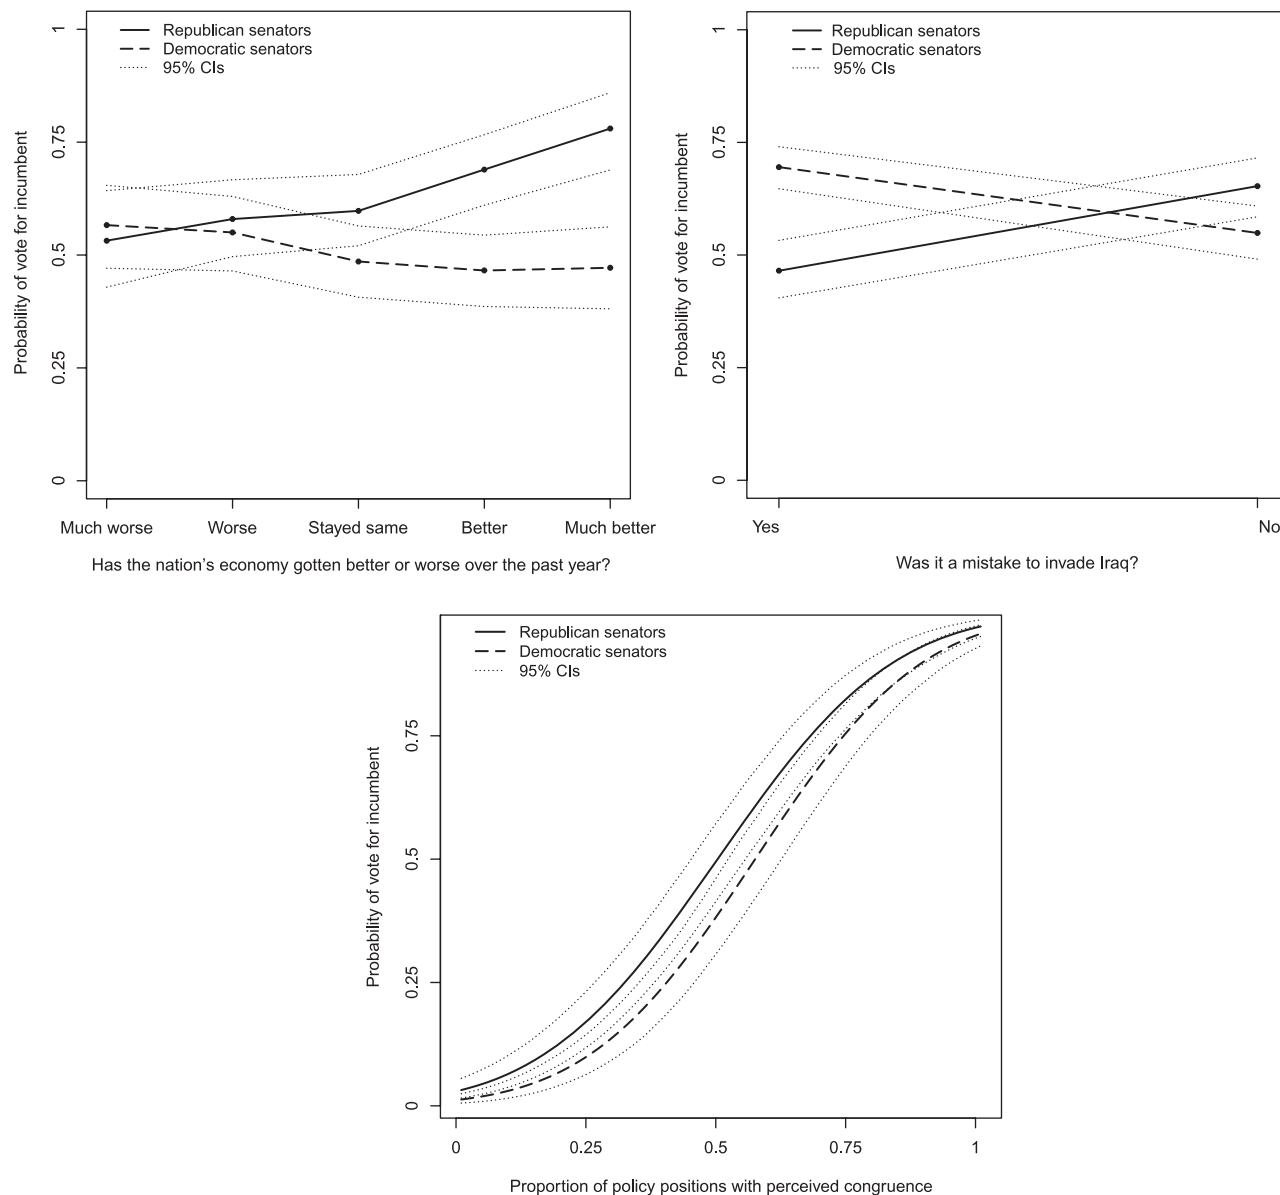 Republican senators
Democratic senators
95% CIs
Probability of vote for incumbent
1
0.75
0.5
0.25
0
Much worse Worse Stayed same Better Much better
Has the nation's economy gotten better or worse over the past year?
Republican senators
Democratic senators
95% CIs
Probability of vote for incumbent
1
0.75
0.5
0.25
0
Yes No
Was it a mistake to invade Iraq?
Republican senators
Democratic senators
95% CIs
Probability of vote for incumbent
0.75
0.5
0.25
0
0 0.25 0.5 0.75 1
Proportion of policy positions with perceived congruence